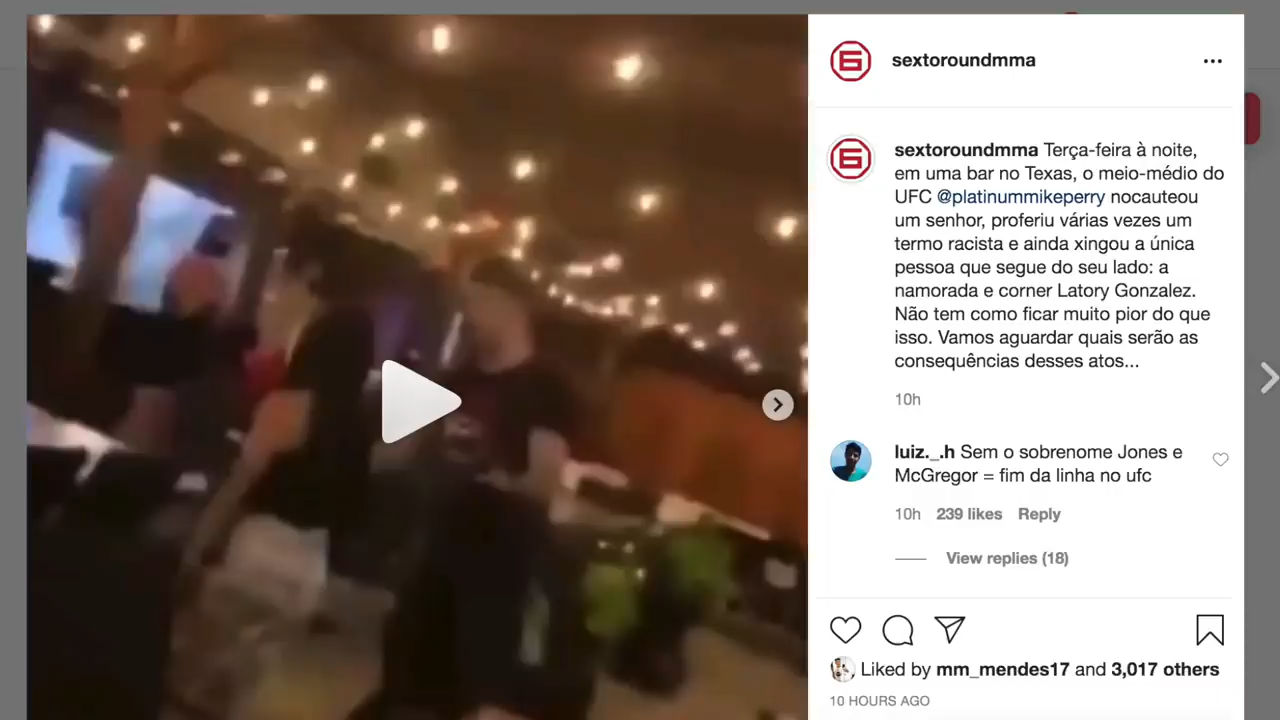 sextoroundmma
sextoroundmma Terça-feira à noite,
em uma bar no Texas, o meio-médio do
UFC @platinummikeperry nocauteou
um senhor, proferiu várias vezes um
termo racista e ainda xingou a única
pessoa que segue do seu lado: a
namorada e corner Latory Gonzalez.
Não tem como ficar muito pior do que
isso. Vamos aguardar quais serão as
consequências desses atos...
10h
luiz._.h Sem o sobrenome Jones e
McGregor = fim da linha no ufc
10h 239 likes Reply
View replies (18)
Liked by mm_mendes17 and 3,017 others
10 HOURS AGO